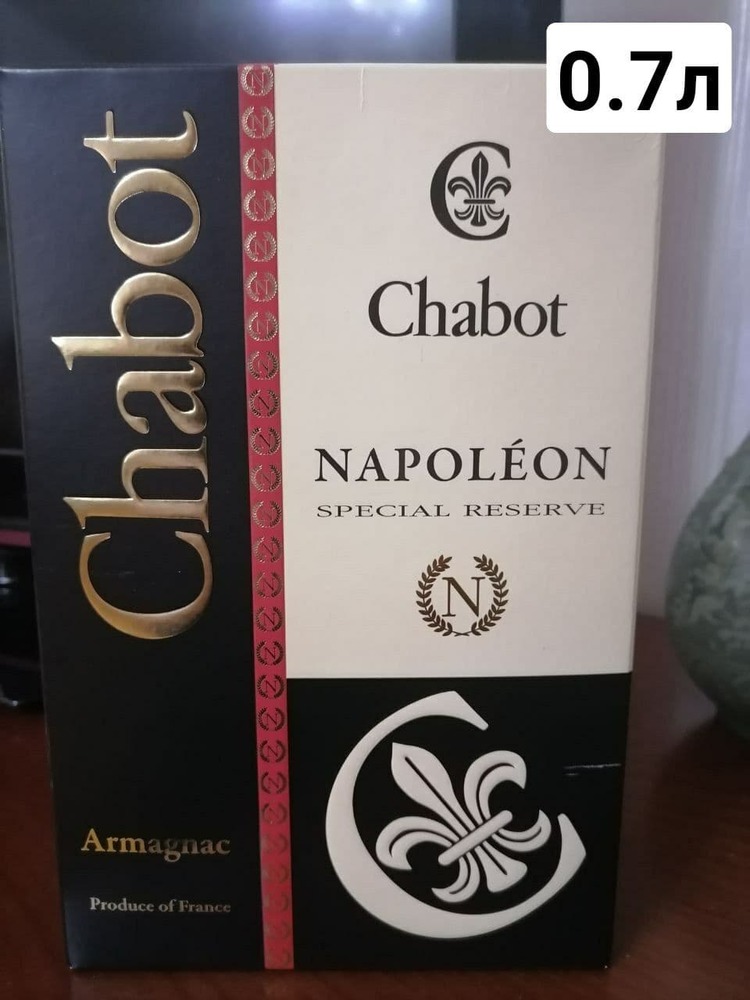 0.7л
Chabot
Armagnac
Produce of France
Chabot
NAPOLÉON
SPECIAL RESERVE
N